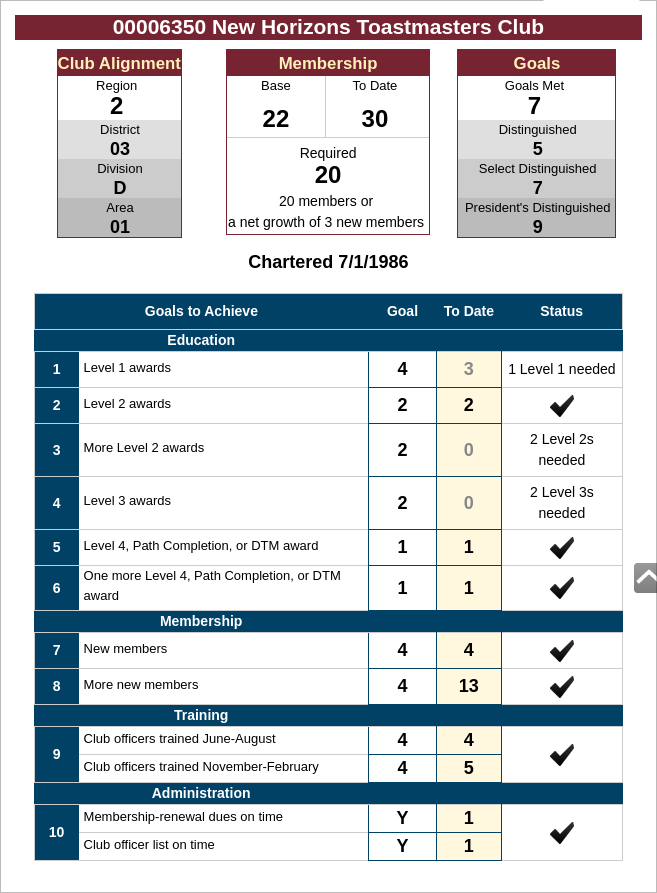 00006350 New Horizons Toastmasters Club
Club Alignment
Region
2
District
03
Division
D
Area
01
Membership
Base To Date
22 30
Required
20
20 members or
a net growth of 3 new members
Goals
Goals Met
7
Distinguished
5
Select Distinguished
7
President's Distinguished
9
Chartered 7/1/1986
Goals to Achieve Goal To Date Status
Education
1 Level 1 awards 4 3 1 Level 1 needed
2 Level 2 awards 2 2
3 More Level 2 awards 2 0 2 Level 2s
needed
4 Level 3 awards 2 0 2 Level 3s
needed
5 Level 4, Path Completion, or DTM award 1 1
6 One more Level 4, Path Completion, or DTM
award 1 1
Membership
7 New members 4 4
8 More new members 4 13
Training
9 Club officers trained June-August 4 4
Club officers trained November-February 4 5
Administration
10 Membership-renewal dues on time Y 1
Club officer list on time Y 1